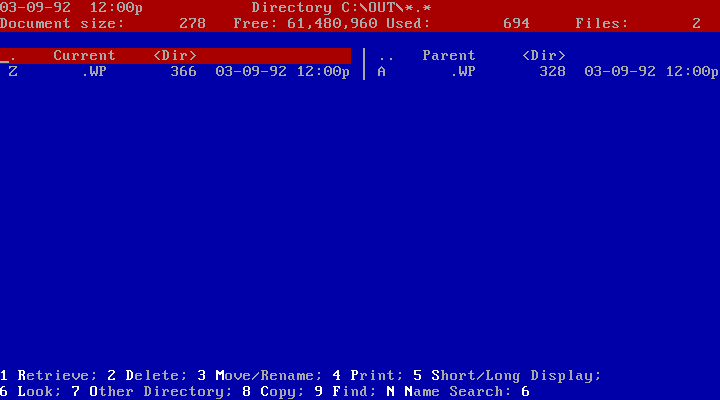 03-09-92  12:00p            Directory C:\OUT\*.*
Document size:      278   Free: 61,480,960 Used:        694     Files:       2
.    Current    <Dir>                  | ..   Parent     <Dir>
Z       .WP       366  03-09-92 12:00p | A       .WP       328  03-09-92 12:00p
1 Retrieve; 2 Delete; 3 Move/Rename; 4 Print; 5 Short/Long Display;
6 Look; 7 Other Directory; 8 Copy; 9 Find; N Name Search: 6